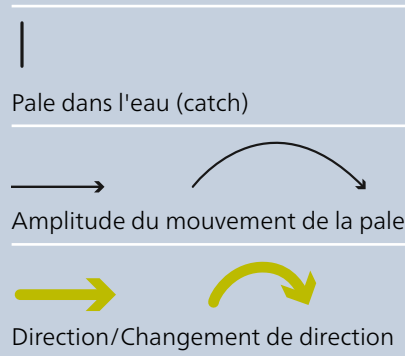 Pale dans l'eau (catch)
Amplitude du mouvement de la pale
Direction/Changement de direction